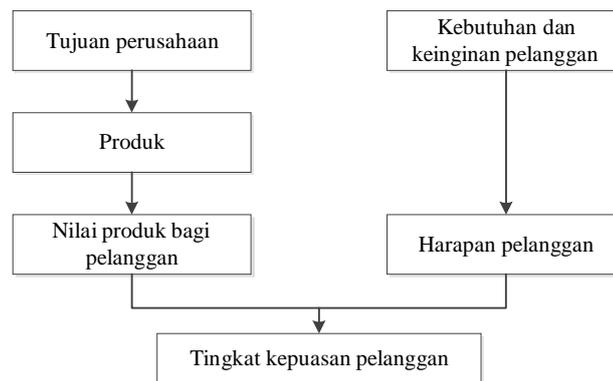 Tujuan perusahaan
Kebutuhan dan
keinginan pelanggan
Produk
Nilai produk bagi
pelanggan
Harapan pelanggan
Tingkat kepuasan pelanggan